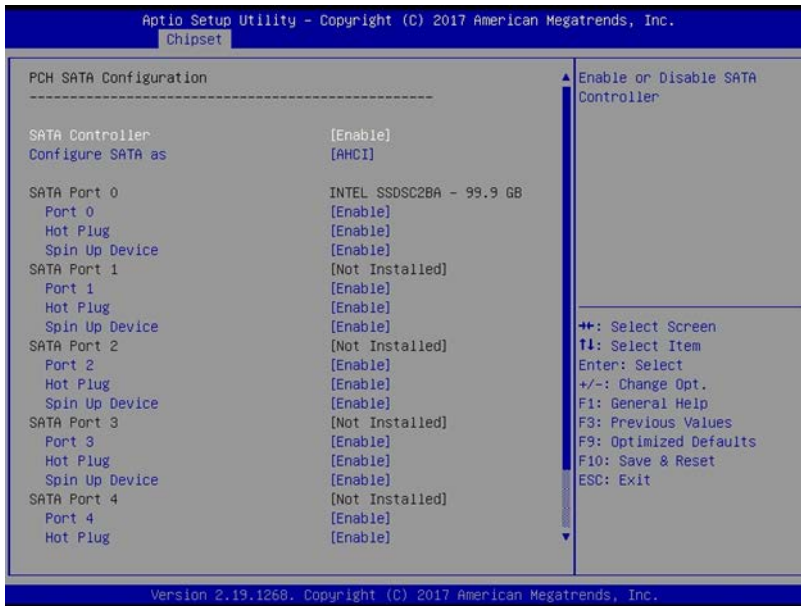 Aptio Setup Utility – Copyright (C) 2017 American Megatrends, Inc.
Chipset
PCH SATA Configuration
--------------------------------------------------
SATA Controller [Enable]
Configure SATA as [AHCI]
SATA Port 0 INTEL SSDSC2BA – 99.9 GB
Port 0 [Enable]
Hot Plug [Enable]
Spin Up Device [Enable]
SATA Port 1 [Not Installed]
Port 1 [Enable]
Hot Plug [Enable]
Spin Up Device [Enable]
SATA Port 2 [Not Installed]
Port 2 [Enable]
Hot Plug [Enable]
Spin Up Device [Enable]
SATA Port 3 [Not Installed]
Port 3 [Enable]
Hot Plug [Enable]
Spin Up Device [Enable]
SATA Port 4 [Not Installed]
Port 4 [Enable]
Hot Plug [Enable]
Enable or Disable SATA
Controller
→←: Select Screen
↑↓: Select Item
Enter: Select
+/-: Change Opt.
F1: General Help
F3: Previous Values
F9: Optimized Defaults
F10: Save & Reset
ESC: Exit
Version 2.19.1268. Copyright (C) 2017 American Megatrends, Inc.